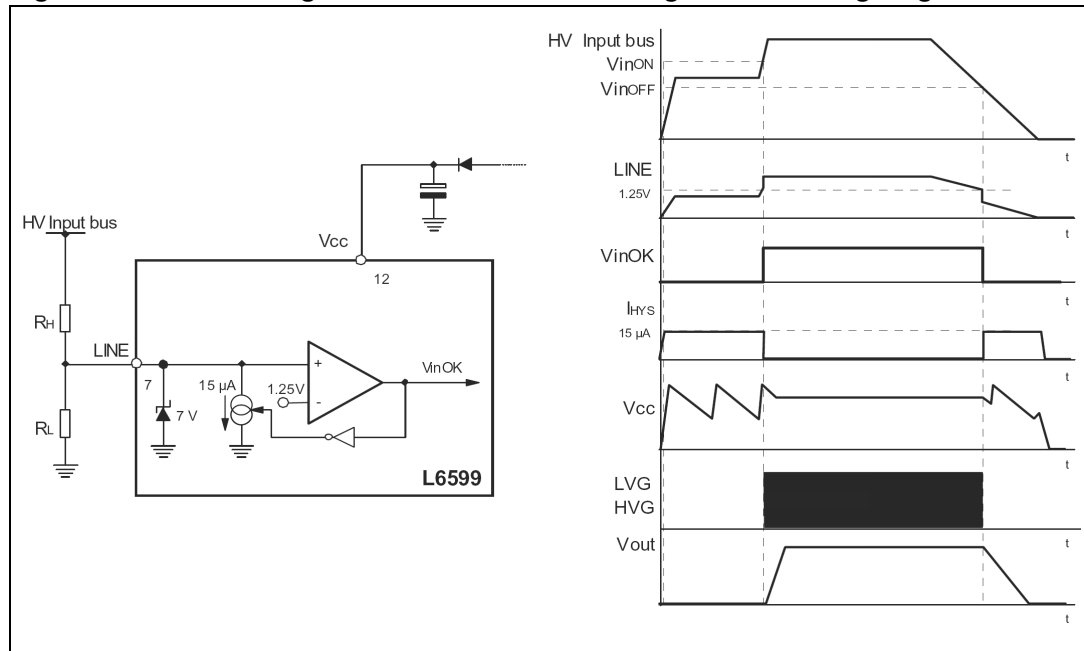 HV Input bus
RH
RL
LINE
7
7 V
15 µA
1.25V
+
-
VinOK
Vcc
12
L6599
HV Input bus
VinON
VinOFF
t
LINE
1.25V
t
VinOK
t
IHYS
15 µA
t
Vcc
t
LVG
HVG
t
Vout
t